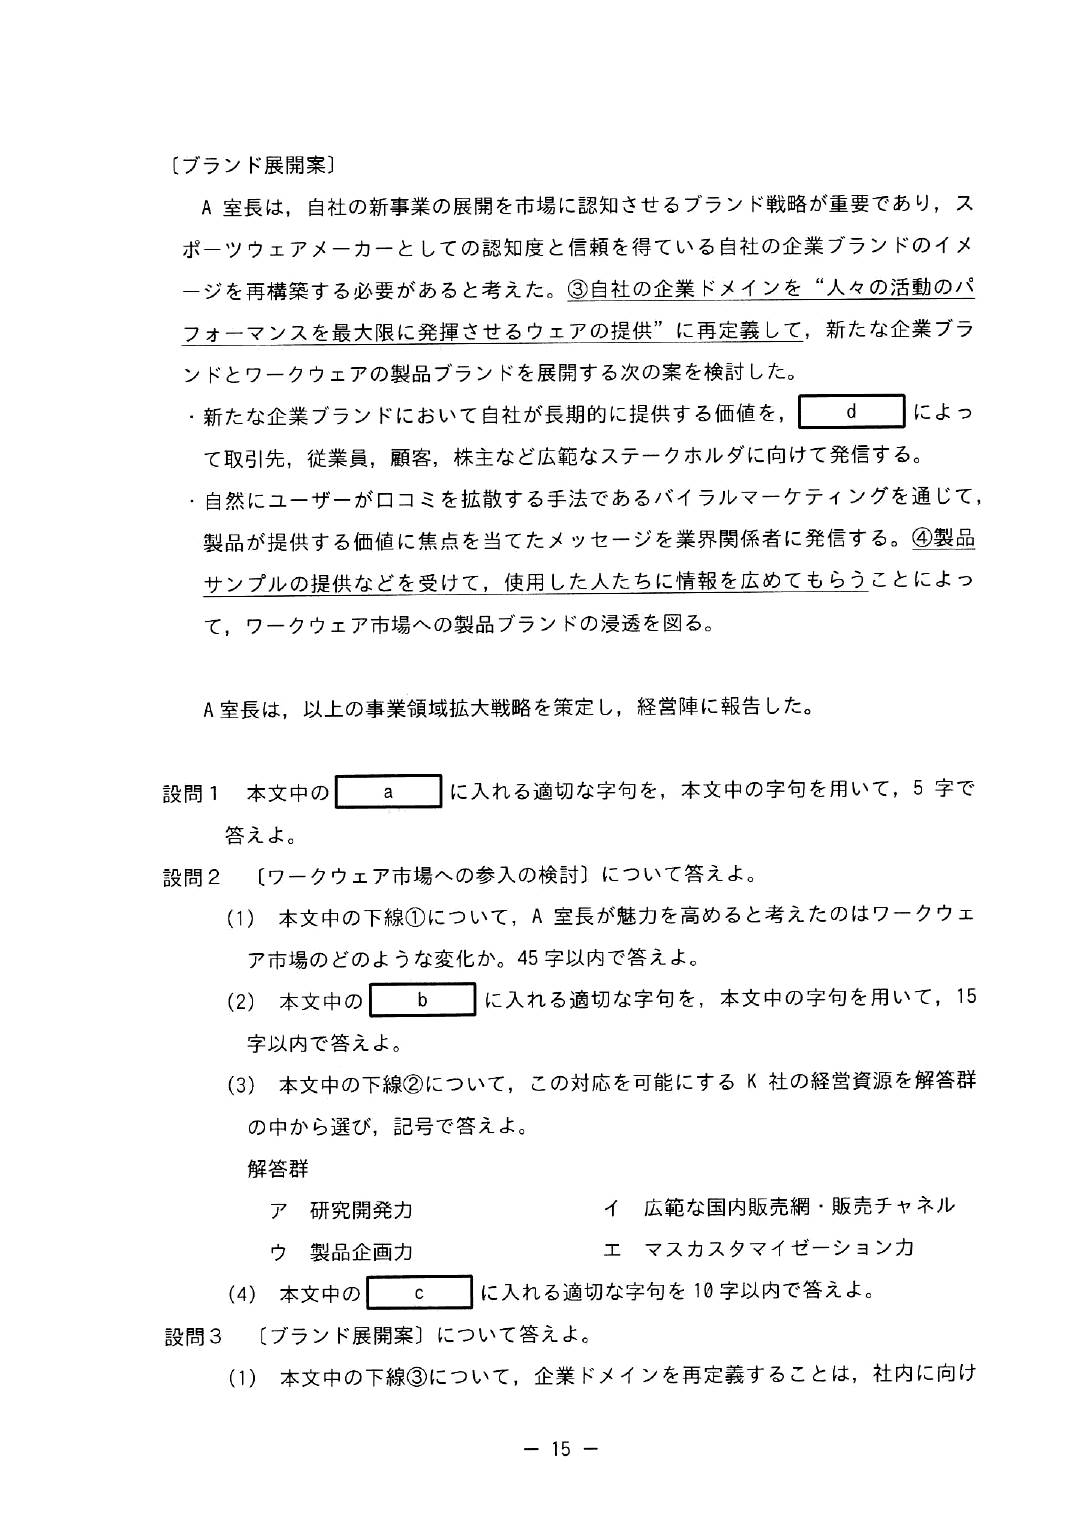 〔ブランド展開案〕
A 室長は，自社の新事業の展開を市場に認知させるブランド戦略が重要であり，ス
ポーツウェアメーカーとしての認知度と信頼を得ている自社の企業ブランドのイメ
ージを再構築する必要があると考えた。③自社の企業ドメインを“人々の活動のパ
フォーマンスを最大限に発揮させるウェアの提供”に再定義して，新たな企業ブラ
ンドとワークウェアの製品ブランドを展開する次の案を検討した。
・新たな企業ブランドにおいて自社が長期的に提供する価値を， d によっ
て取引先，従業員，顧客，株主など広範なステークホルダに向けて発信する。
・自然にユーザーが口コミを拡散する手法であるバイラルマーケティングを通じて，
製品が提供する価値に焦点を当てたメッセージを業界関係者に発信する。④製品
サンプルの提供などを受けて，使用した人たちに情報を広めてもらうことによっ
て，ワークウェア市場への製品ブランドの浸透を図る。
A 室長は，以上の事業領域拡大戦略を策定し，経営陣に報告した。
設問1 本文中の a に入れる適切な字句を，本文中の字句を用いて，5 字で
答えよ。
設問2 〔ワークウェア市場への参入の検討〕について答えよ。
(1) 本文中の下線①について，A 室長が魅力を高めると考えたのはワークウェ
ア市場のどのような変化か。45 字以内で答えよ。
(2) 本文中の b に入れる適切な字句を，本文中の字句を用いて，15
字以内で答えよ。
(3) 本文中の下線②について，この対応を可能にする K 社の経営資源を解答群
の中から選び，記号で答えよ。
解答群
ア 研究開発力 イ 広範な国内販売網・販売チャネル
ウ 製品企画力 エ マスカスタマイゼーション力
(4) 本文中の c に入れる適切な字句を 10 字以内で答えよ。
設問3 〔ブランド展開案〕について答えよ。
(1) 本文中の下線③について，企業ドメインを再定義することは，社内に向け
－ 15 －